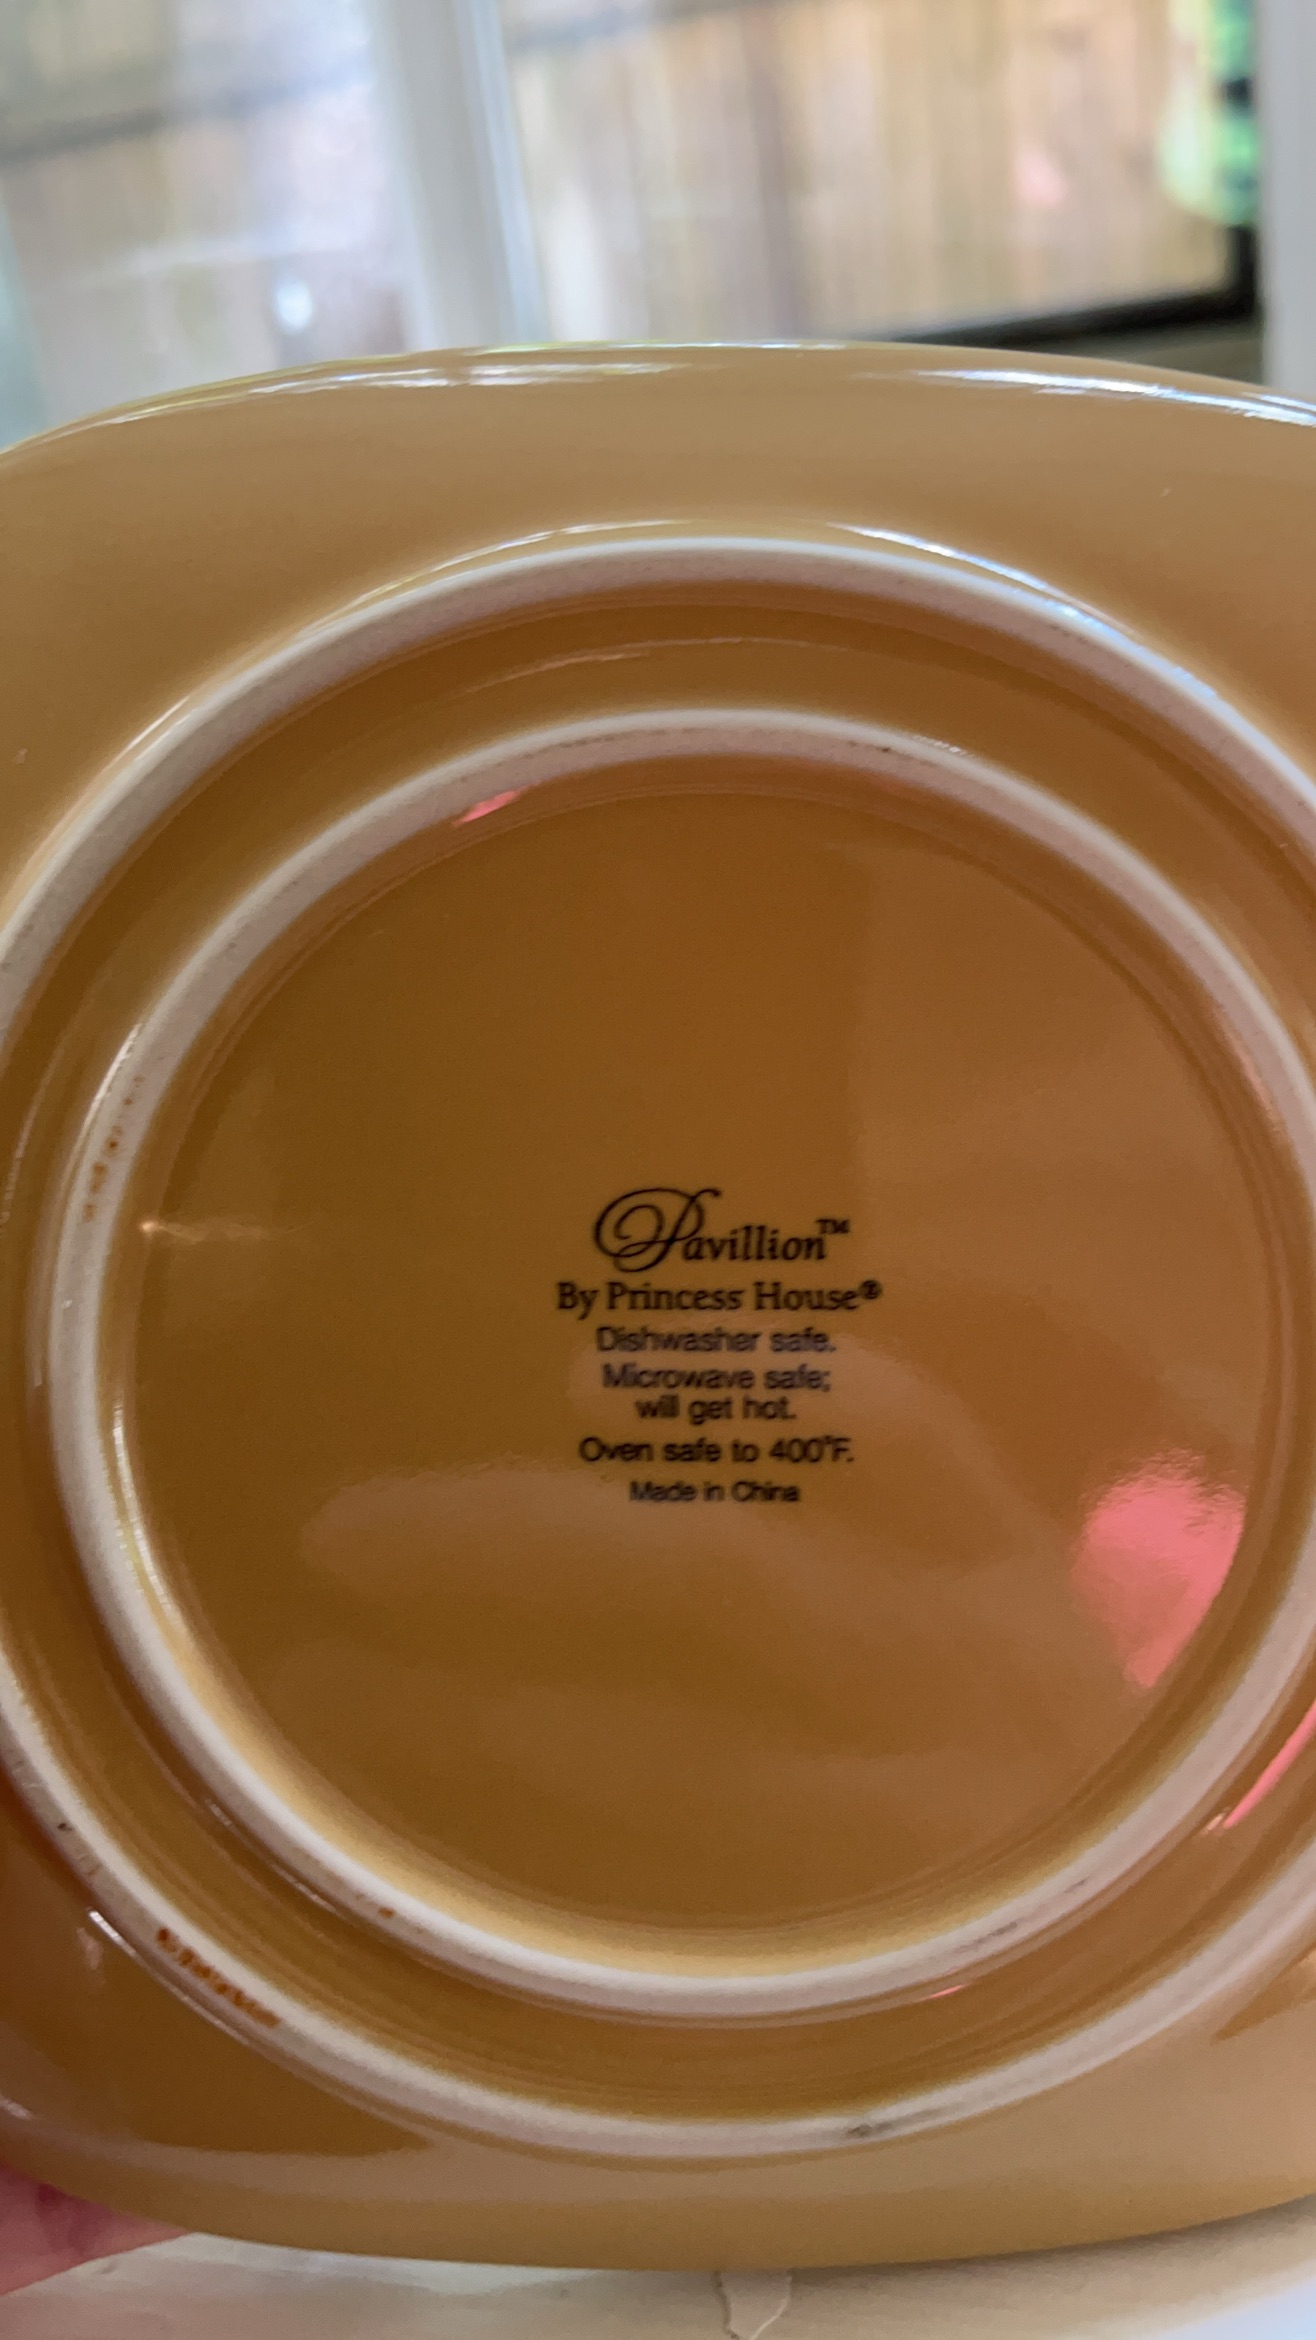 Pavillion™
By Princess House®
Dishwasher safe.
Microwave safe;
will get hot.
Oven safe to 400°F.
Made in China